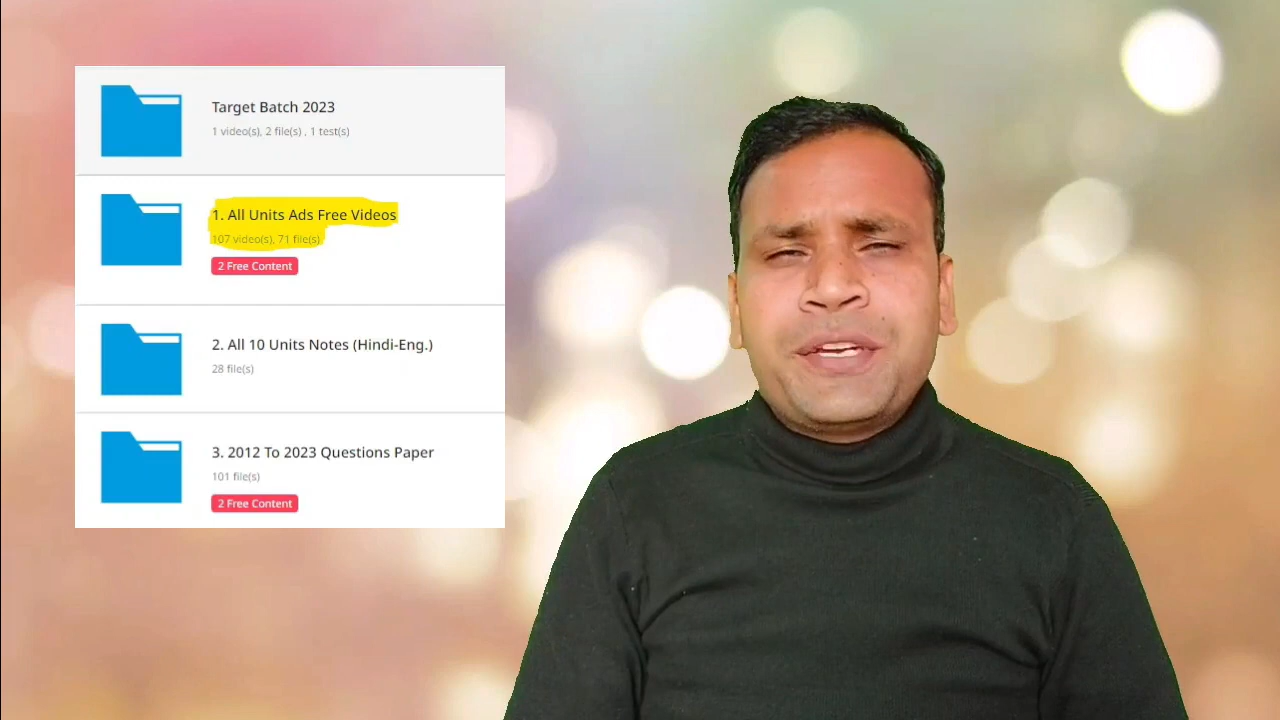 Target Batch 2023
1 video(s), 2 file(s) , 1 test(s)
1. All Units Ads Free Videos
107 video(s), 71 file(s)
2 Free Content
2. All 10 Units Notes (Hindi-Eng.)
28 file(s)
3. 2012 To 2023 Questions Paper
101 file(s)
2 Free Content